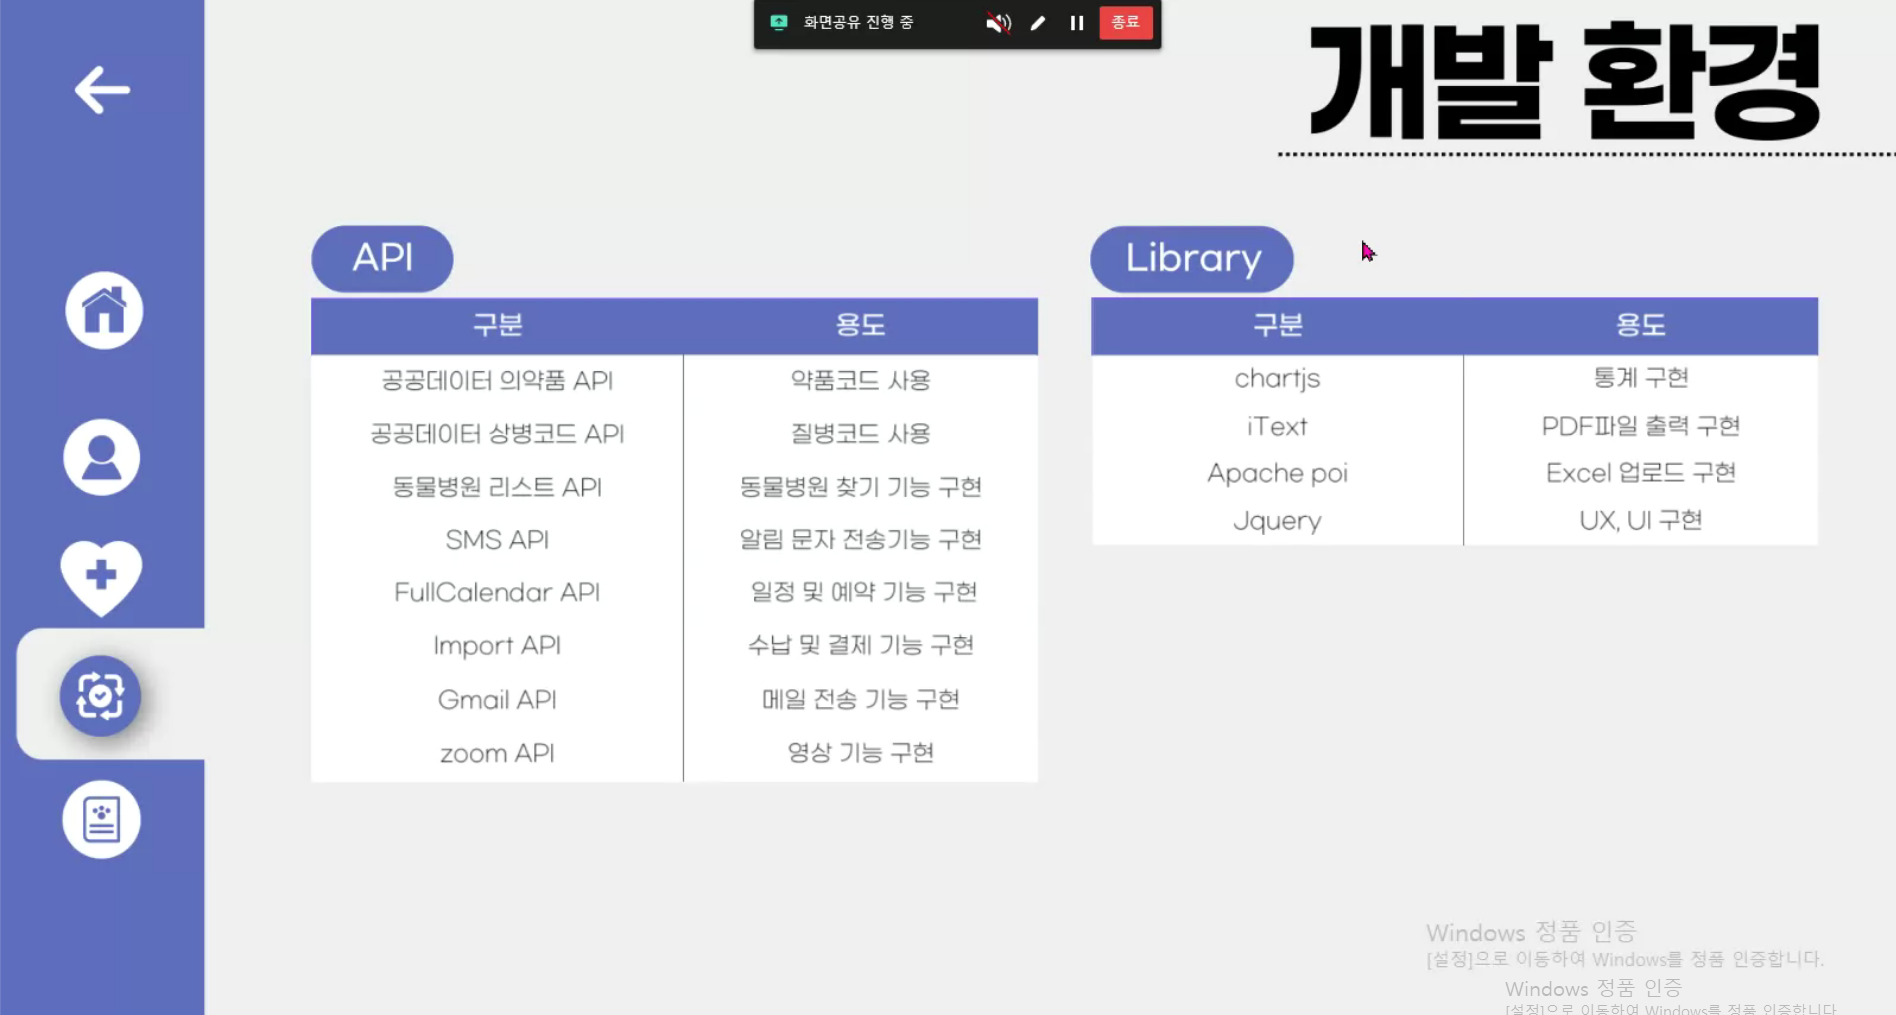 화면공유 진행 중
종료
개발 환경
API
구분 용도
공공데이터 의약품 API 약품코드 사용
공공데이터 상병코드 API 질병코드 사용
동물병원 리스트 API 동물병원 찾기 기능 구현
SMS API 알림 문자 전송기능 구현
FullCalendar API 일정 및 예약 기능 구현
Import API 수납 및 결제 기능 구현
Gmail API 메일 전송 기능 구현
zoom API 영상 기능 구현
Library
구분 용도
chartjs 통계 구현
iText PDF파일 출력 구현
Apache poi Excel 업로드 구현
Jquery UX, UI 구현
Windows 정품 인증
[설정]으로 이동하여 Windows를 정품 인증합니다.
Windows 정품 인증
[설정]으로 이동하여 Windows를 정품 인증합니다